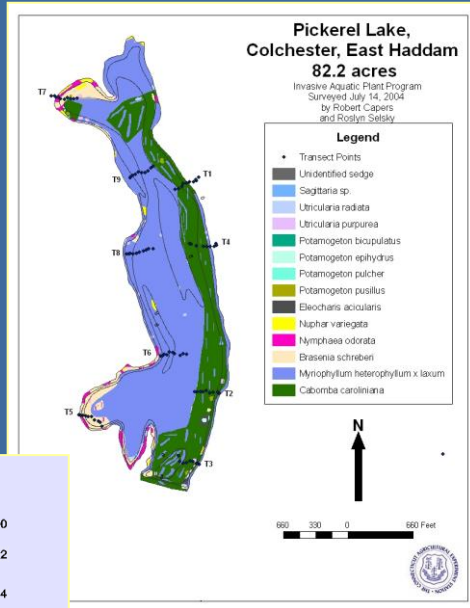 Pickerel Lake,
Colchester, East Haddam
82.2 acres
Invasive Aquatic Plant Program
Surveyed July 14, 2004
by Robert Capers
and Roslyn Selsky
Legend
Transect Points
Unidentified sedge
Sagittaria sp.
Utricularia radiata
Utricularia purpurea
Potamogeton bicupulatus
Potamogeton epihydrus
Potamogeton pulcher
Potamogeton pusillus
Eleocharis acicularis
Nuphar variegata
Nymphaea odorata
Brasenia schreberi
Myriophyllum heterophyllum x laxum
Cabomba caroliniana
T7
T9
T1
T8
T4
T6
T5
T2
T3
N
660 330 0 660 Feet
0
2
4